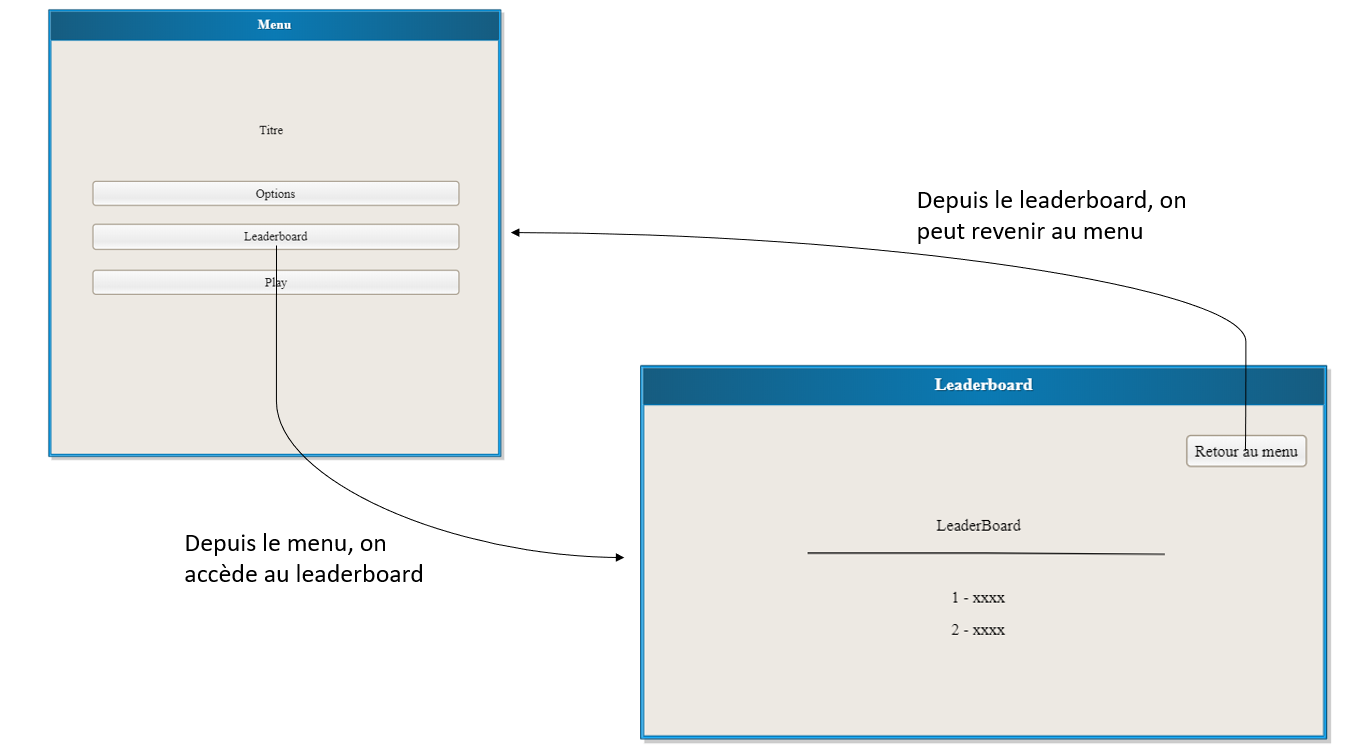 Menu
Titre
Options
Leaderboard
Play
Depuis le leaderboard, on
peut revenir au menu
Leaderboard
Retour au menu
LeaderBoard
1 - xxxx
2 - xxxx
Depuis le menu, on
accède au leaderboard